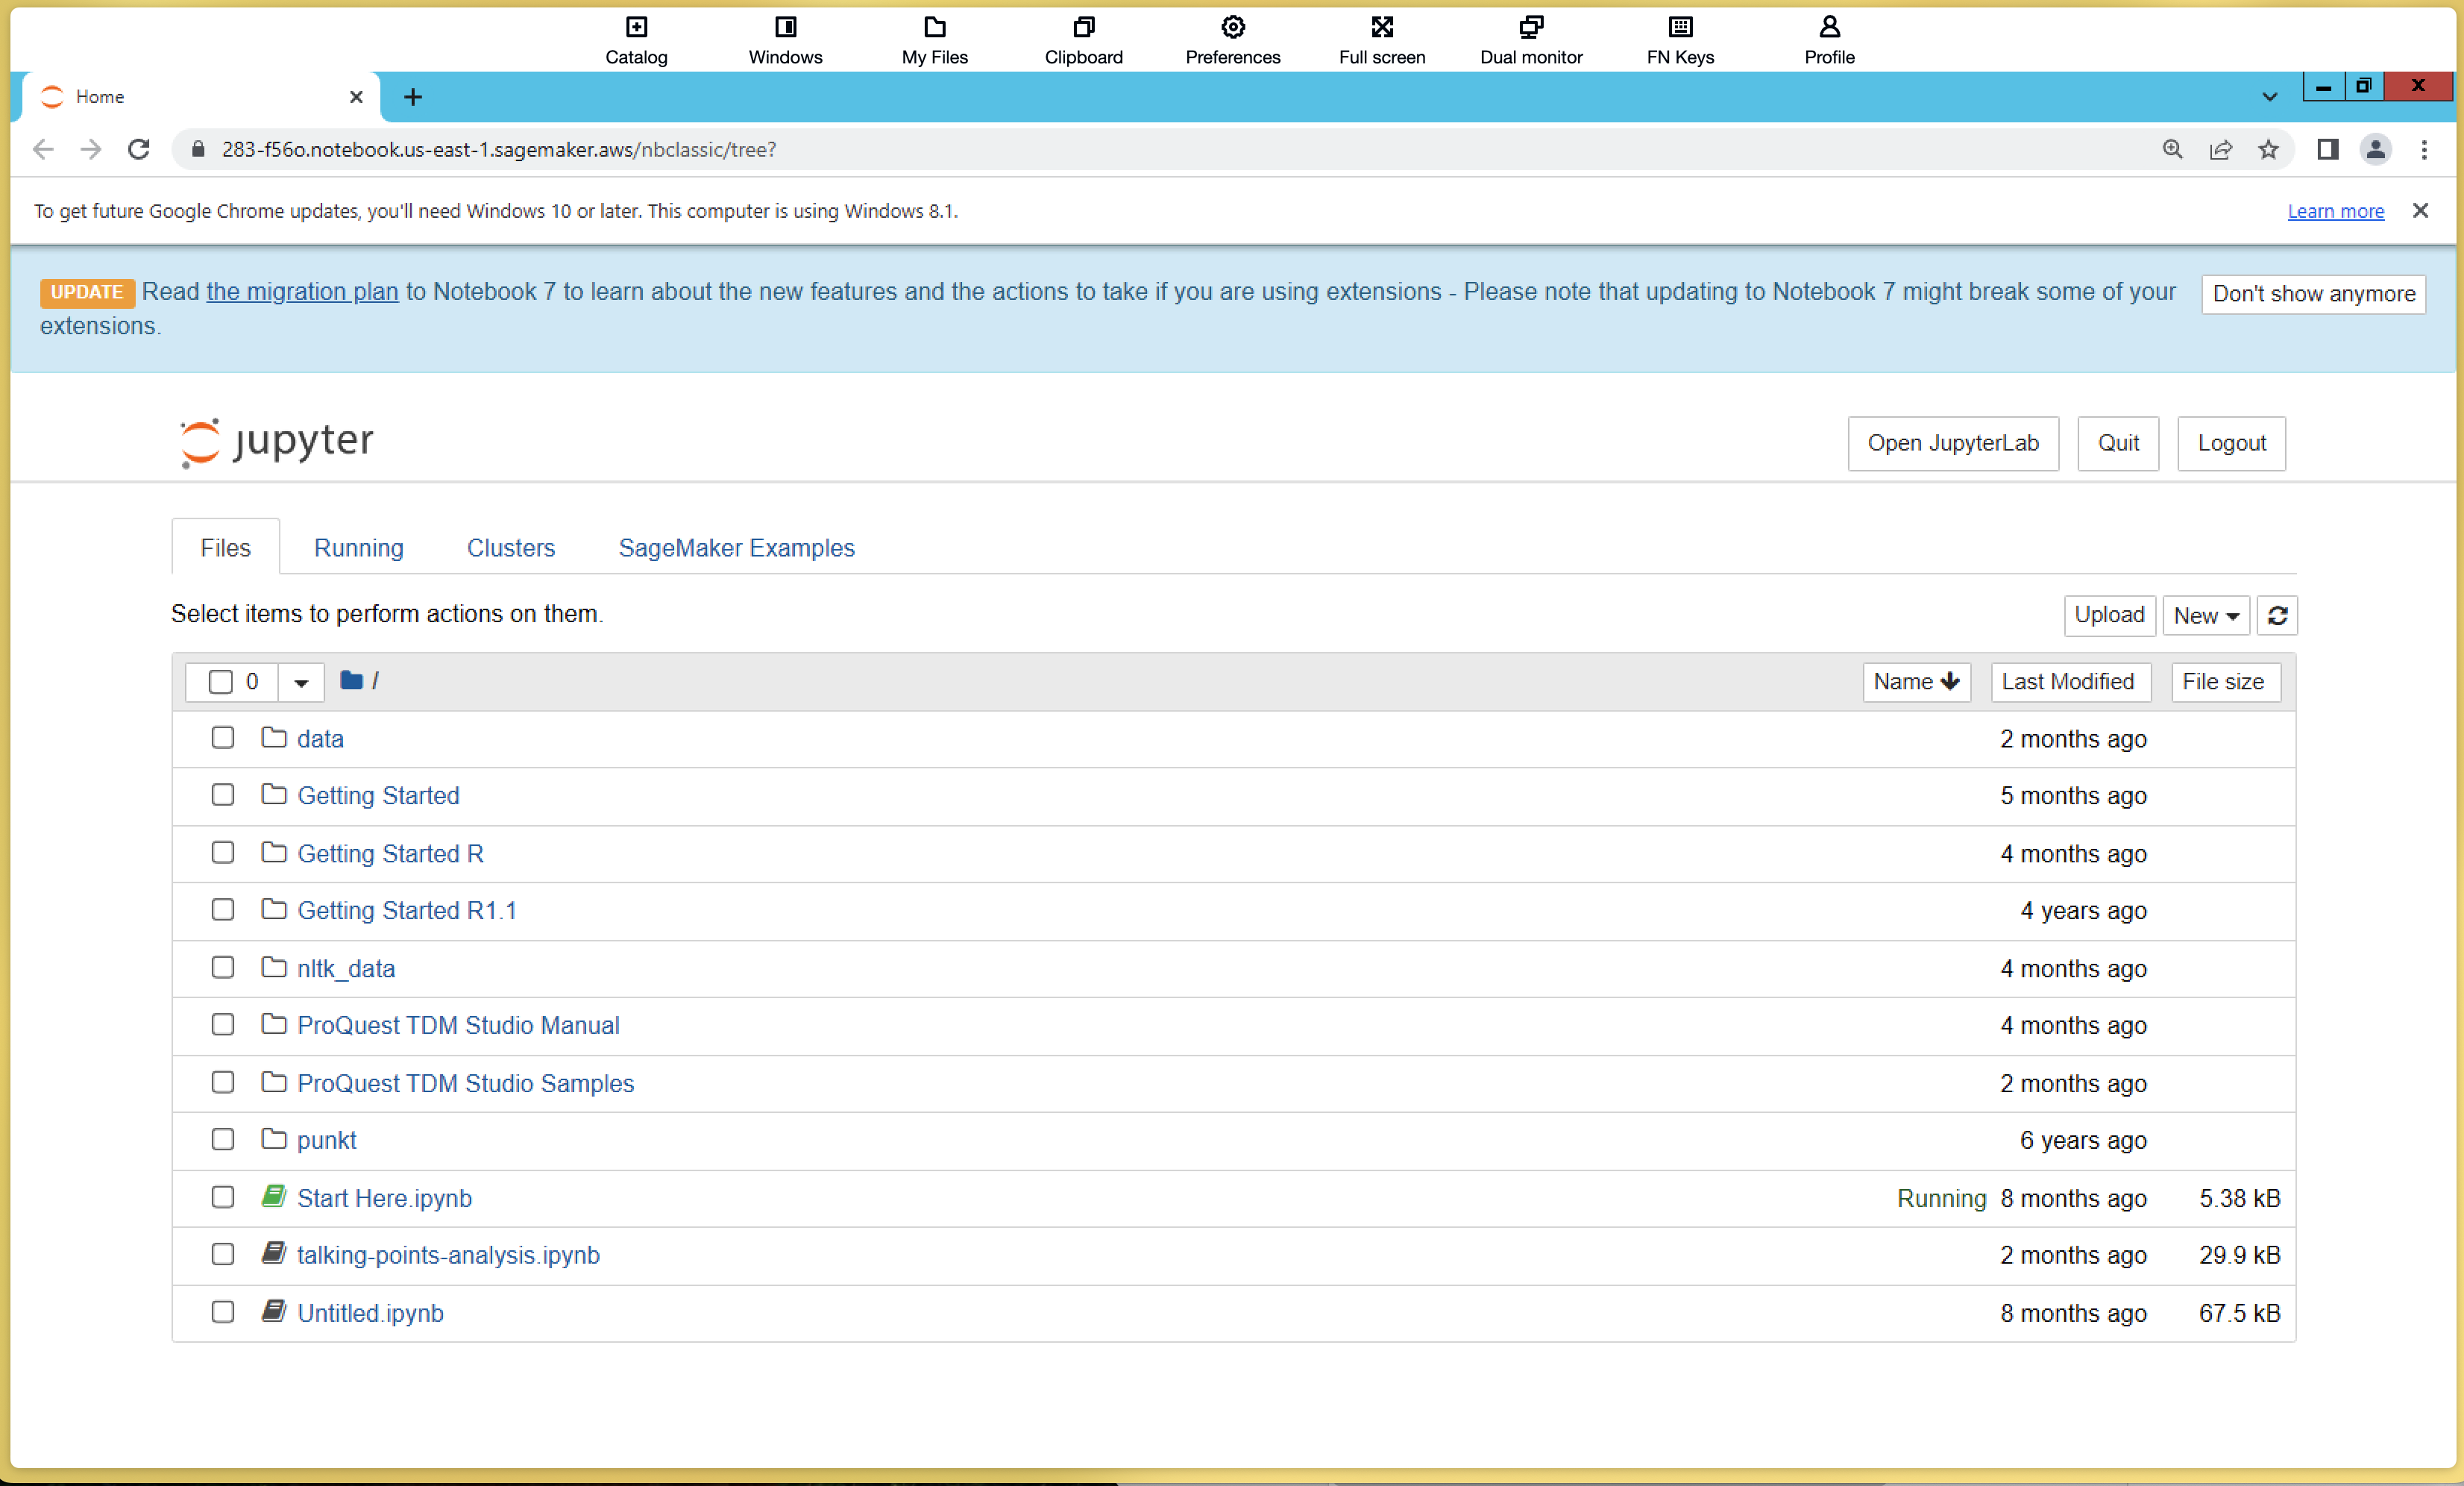 Catalog Windows My Files Clipboard Preferences Full screen Dual monitor FN Keys Profile
Home
283-f56o.notebook.us-east-1.sagemaker.aws/nbclassic/tree?
To get future Google Chrome updates, you'll need Windows 10 or later. This computer is using Windows 8.1. Learn more
UPDATE Read the migration plan to Notebook 7 to learn about the new features and the actions to take if you are using extensions - Please note that updating to Notebook 7 might break some of your Don't show anymore
extensions.
jupyter Open JupyterLab Quit Logout
Files Running Clusters SageMaker Examples
Select items to perform actions on them. Upload New
0 / Name Last Modified File size
data 2 months ago
Getting Started 5 months ago
Getting Started R 4 months ago
Getting Started R1.1 4 years ago
nltk_data 4 months ago
ProQuest TDM Studio Manual 4 months ago
ProQuest TDM Studio Samples 2 months ago
punkt 6 years ago
Start Here.ipynb Running 8 months ago 5.38 kB
talking-points-analysis.ipynb 2 months ago 29.9 kB
Untitled.ipynb 8 months ago 67.5 kB